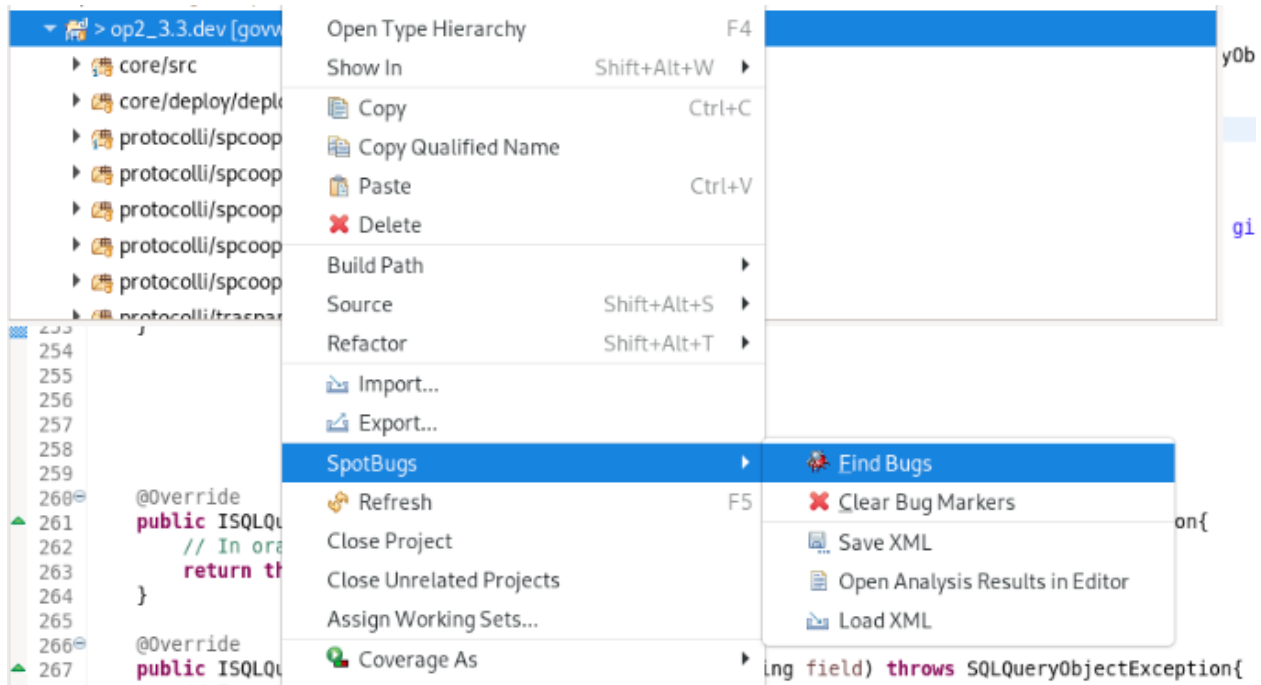 > op2_3.3.dev [govw
core/src
core/deploy/deplo
protocolli/spcoop
protocolli/spcoop
protocolli/spcoop
protocolli/spcoop
protocolli/spcoop
protocolli/traspar
Open Type Hierarchy F4
Show In Shift+Alt+W
Copy Ctrl+C
Copy Qualified Name
Paste Ctrl+V
Delete
Build Path
Source Shift+Alt+S
Refactor Shift+Alt+T
Import...
Export...
SpotBugs
Refresh F5
Close Project
Close Unrelated Projects
Assign Working Sets...
Coverage As
Find Bugs
Clear Bug Markers
Save XML
Open Analysis Results in Editor
Load XML
yOb
gi
253 }
254
255
256
257
258
259
260 @Override
261 public ISQLQu on{
262 // In ora
263 return th
264 }
265
266 @Override
267 public ISQLQu ing field) throws SQLQueryObjectException{